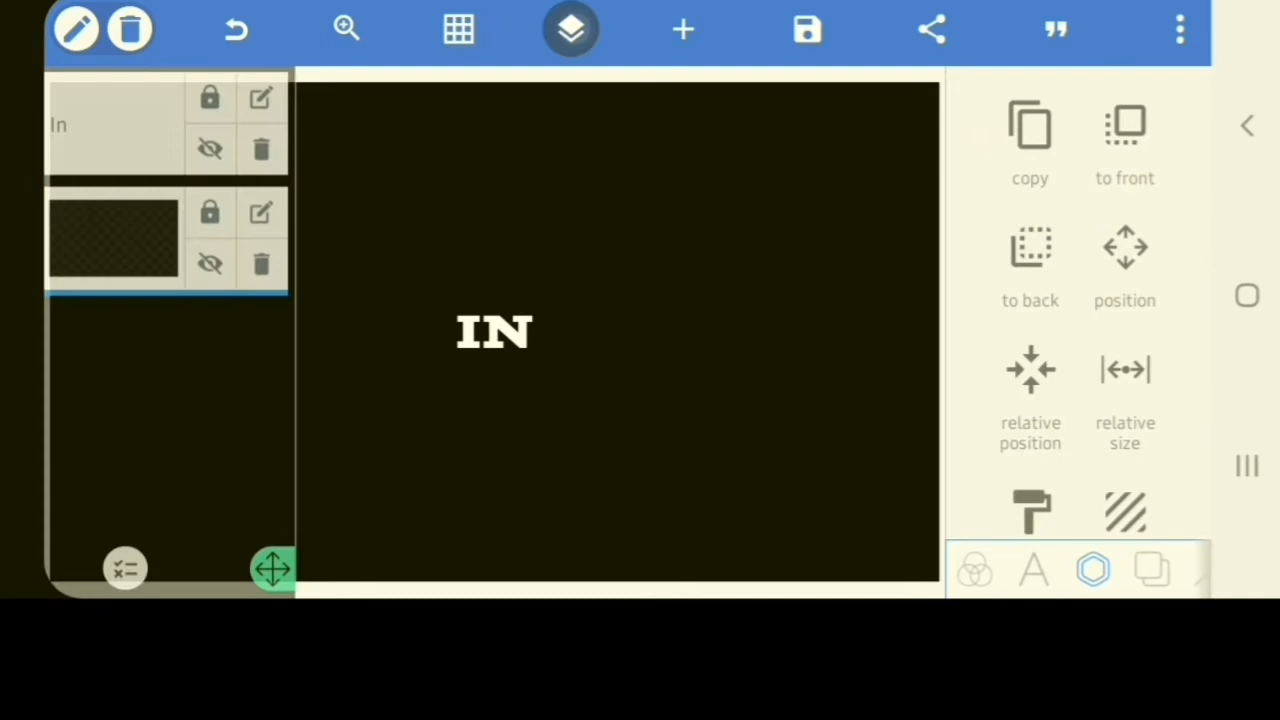 In
IN
copy
to front
to back
position
relative
position
relative
size